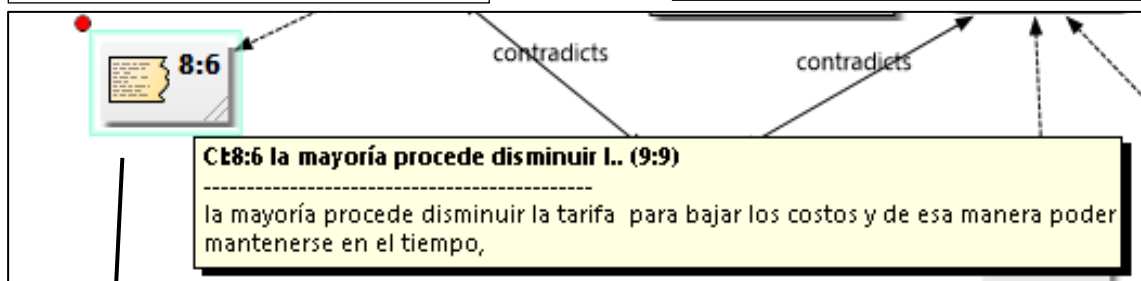 8:6
contradicts
contradicts
Ct8:6 la mayoría procede disminuir l.. (9:9)
--------------------------------------------
la mayoría procede disminuir la tarifa  para bajar los costos y de esa manera poder
mantenerse en el tiempo,